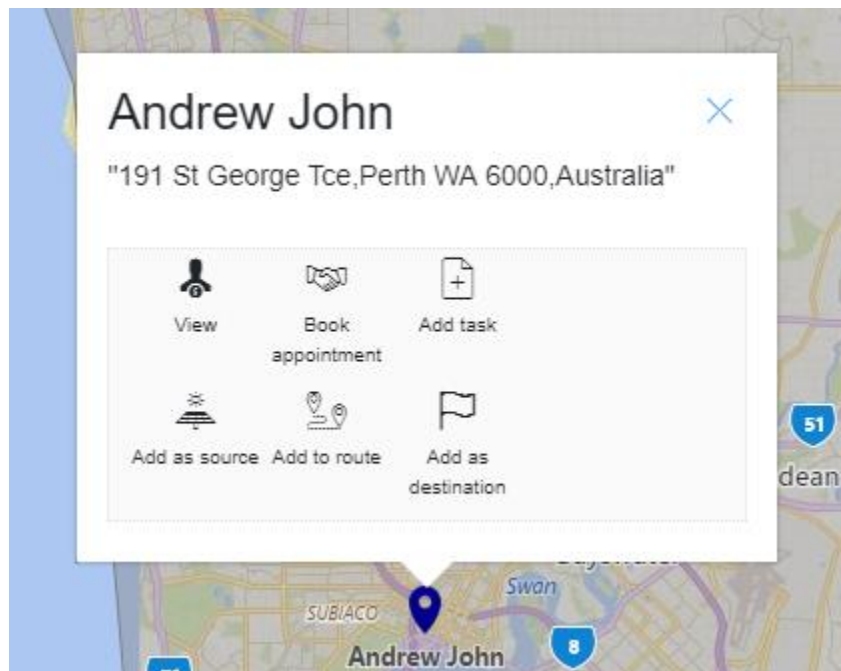 Andrew John
"191 St George Tce,Perth WA 6000,Australia"
View
Book
appointment
Add task
Add as source
Add to route
Add as
destination
51
dean
Swan
SUBIACO
Andrew John
8